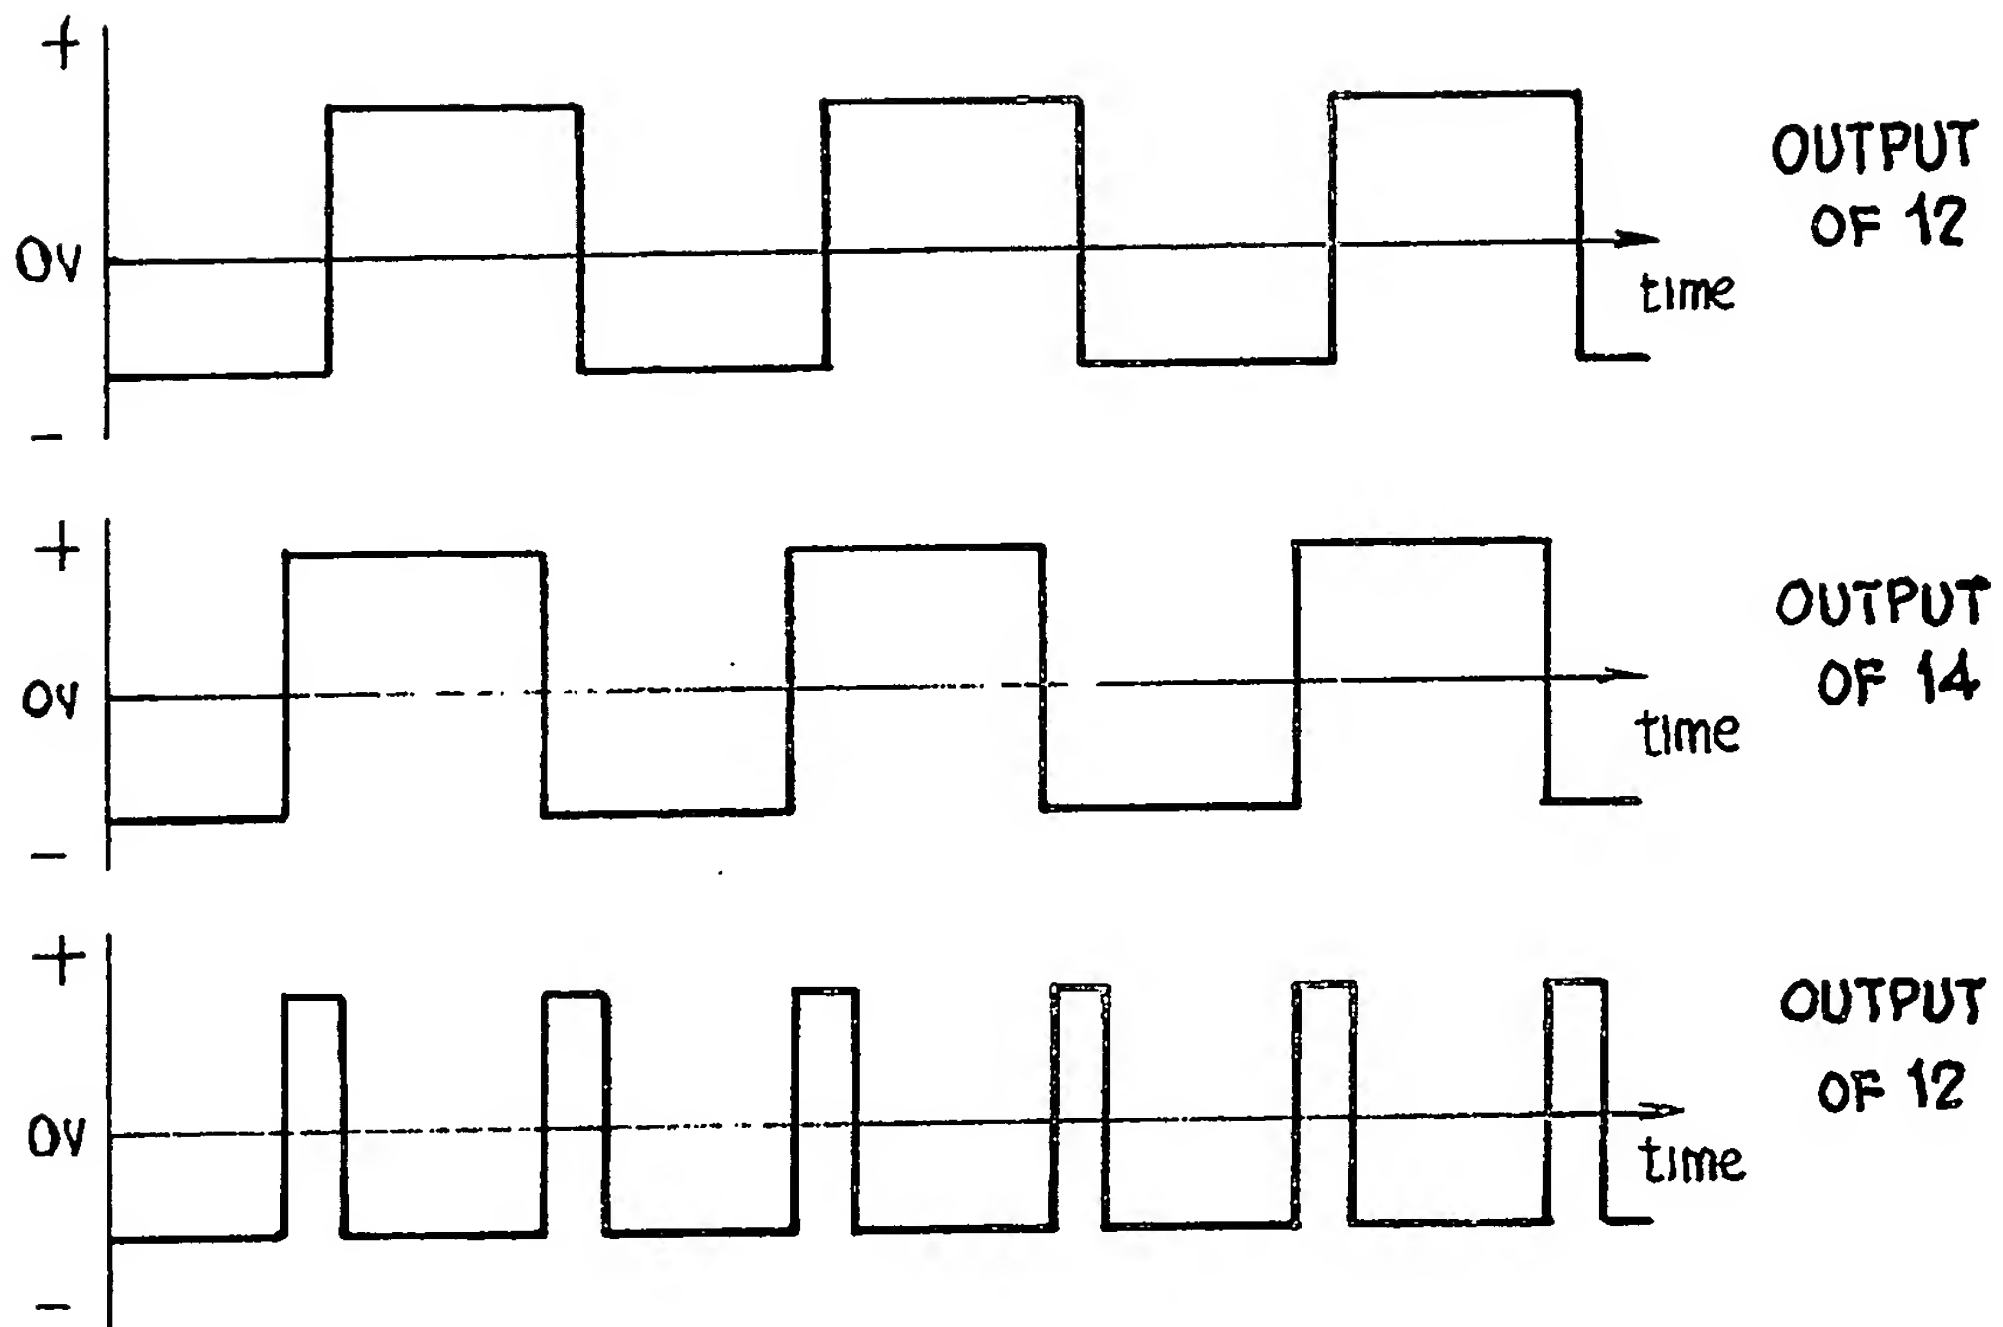 +
OUTPUT
OF 12
0V
time
-
+
OUTPUT
OF 14
0V
time
-
+
OUTPUT
OF 12
0V
time
-